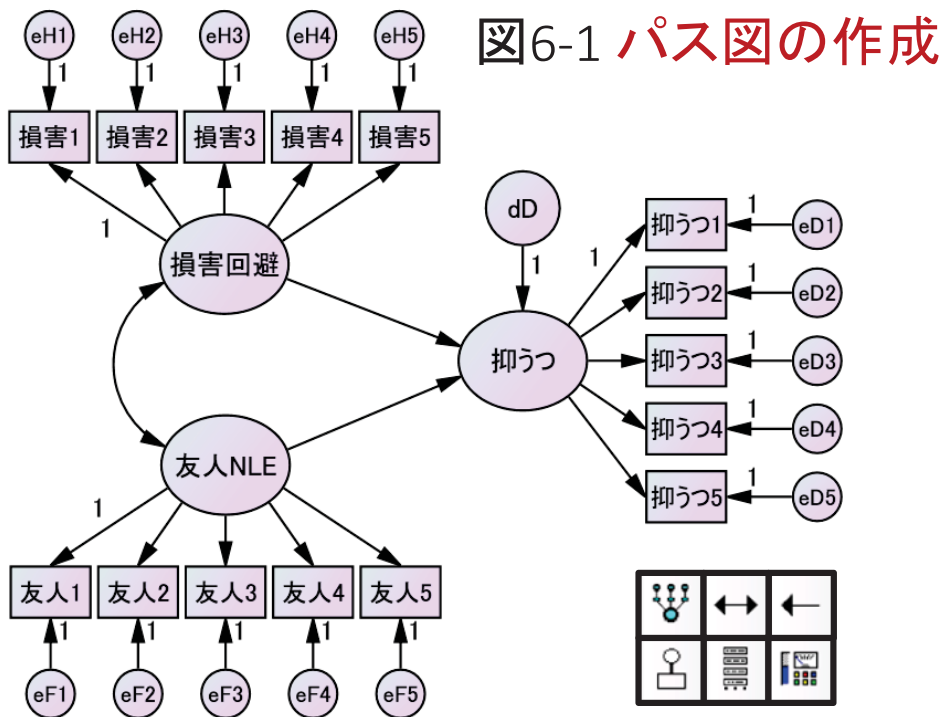 図6-1 パス図の作成
eH1 eH2 eH3 eH4 eH5
1 1 1 1 1
損害1 損害2 損害3 損害4 損害5
1
損害回避
dD
1
抑うつ
1
抑うつ1 1 eD1
抑うつ2 1 eD2
抑うつ3 1 eD3
抑うつ4 1 eD4
抑うつ5 1 eD5
友人NLE
1
友人1 友人2 友人3 友人4 友人5
1 1 1 1 1
eF1 eF2 eF3 eF4 eF5